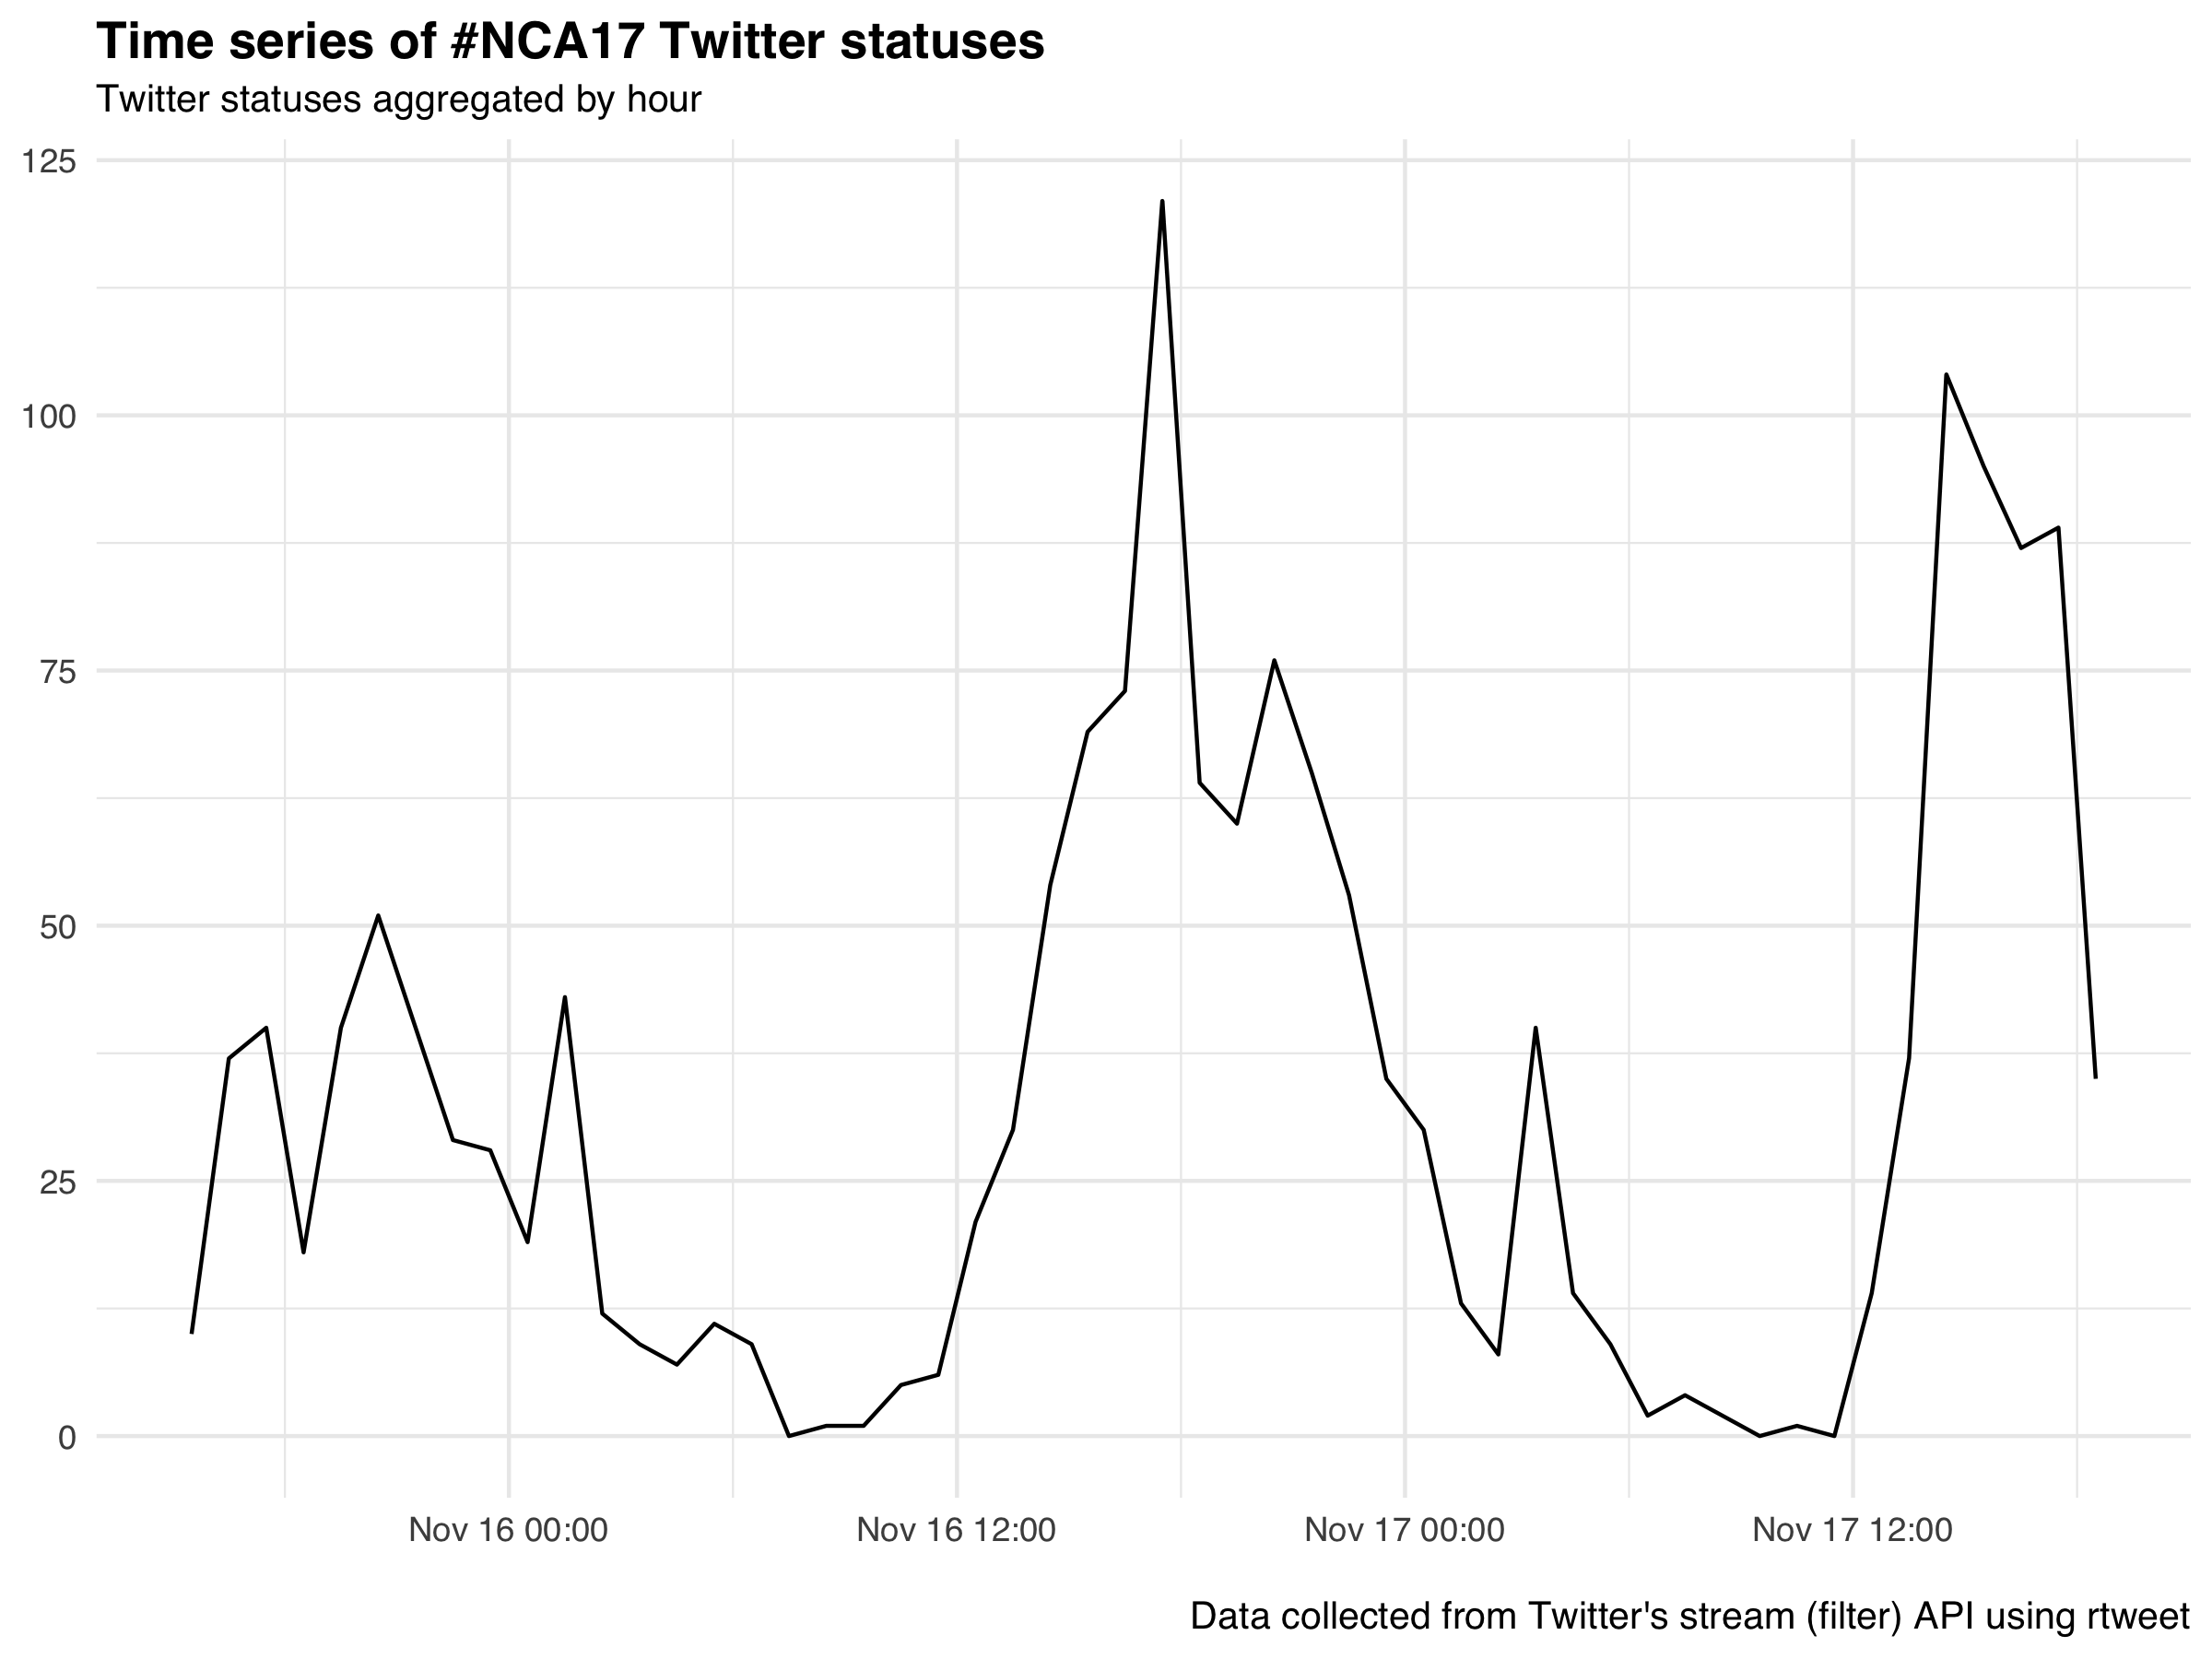 Time series of #NCA17 Twitter statuses
Twitter statuses aggregated by hour
125
100
75
50
25
0
Nov 16 00:00 Nov 16 12:00 Nov 17 00:00 Nov 17 12:00
Data collected from Twitter's stream (filter) API using rtweet